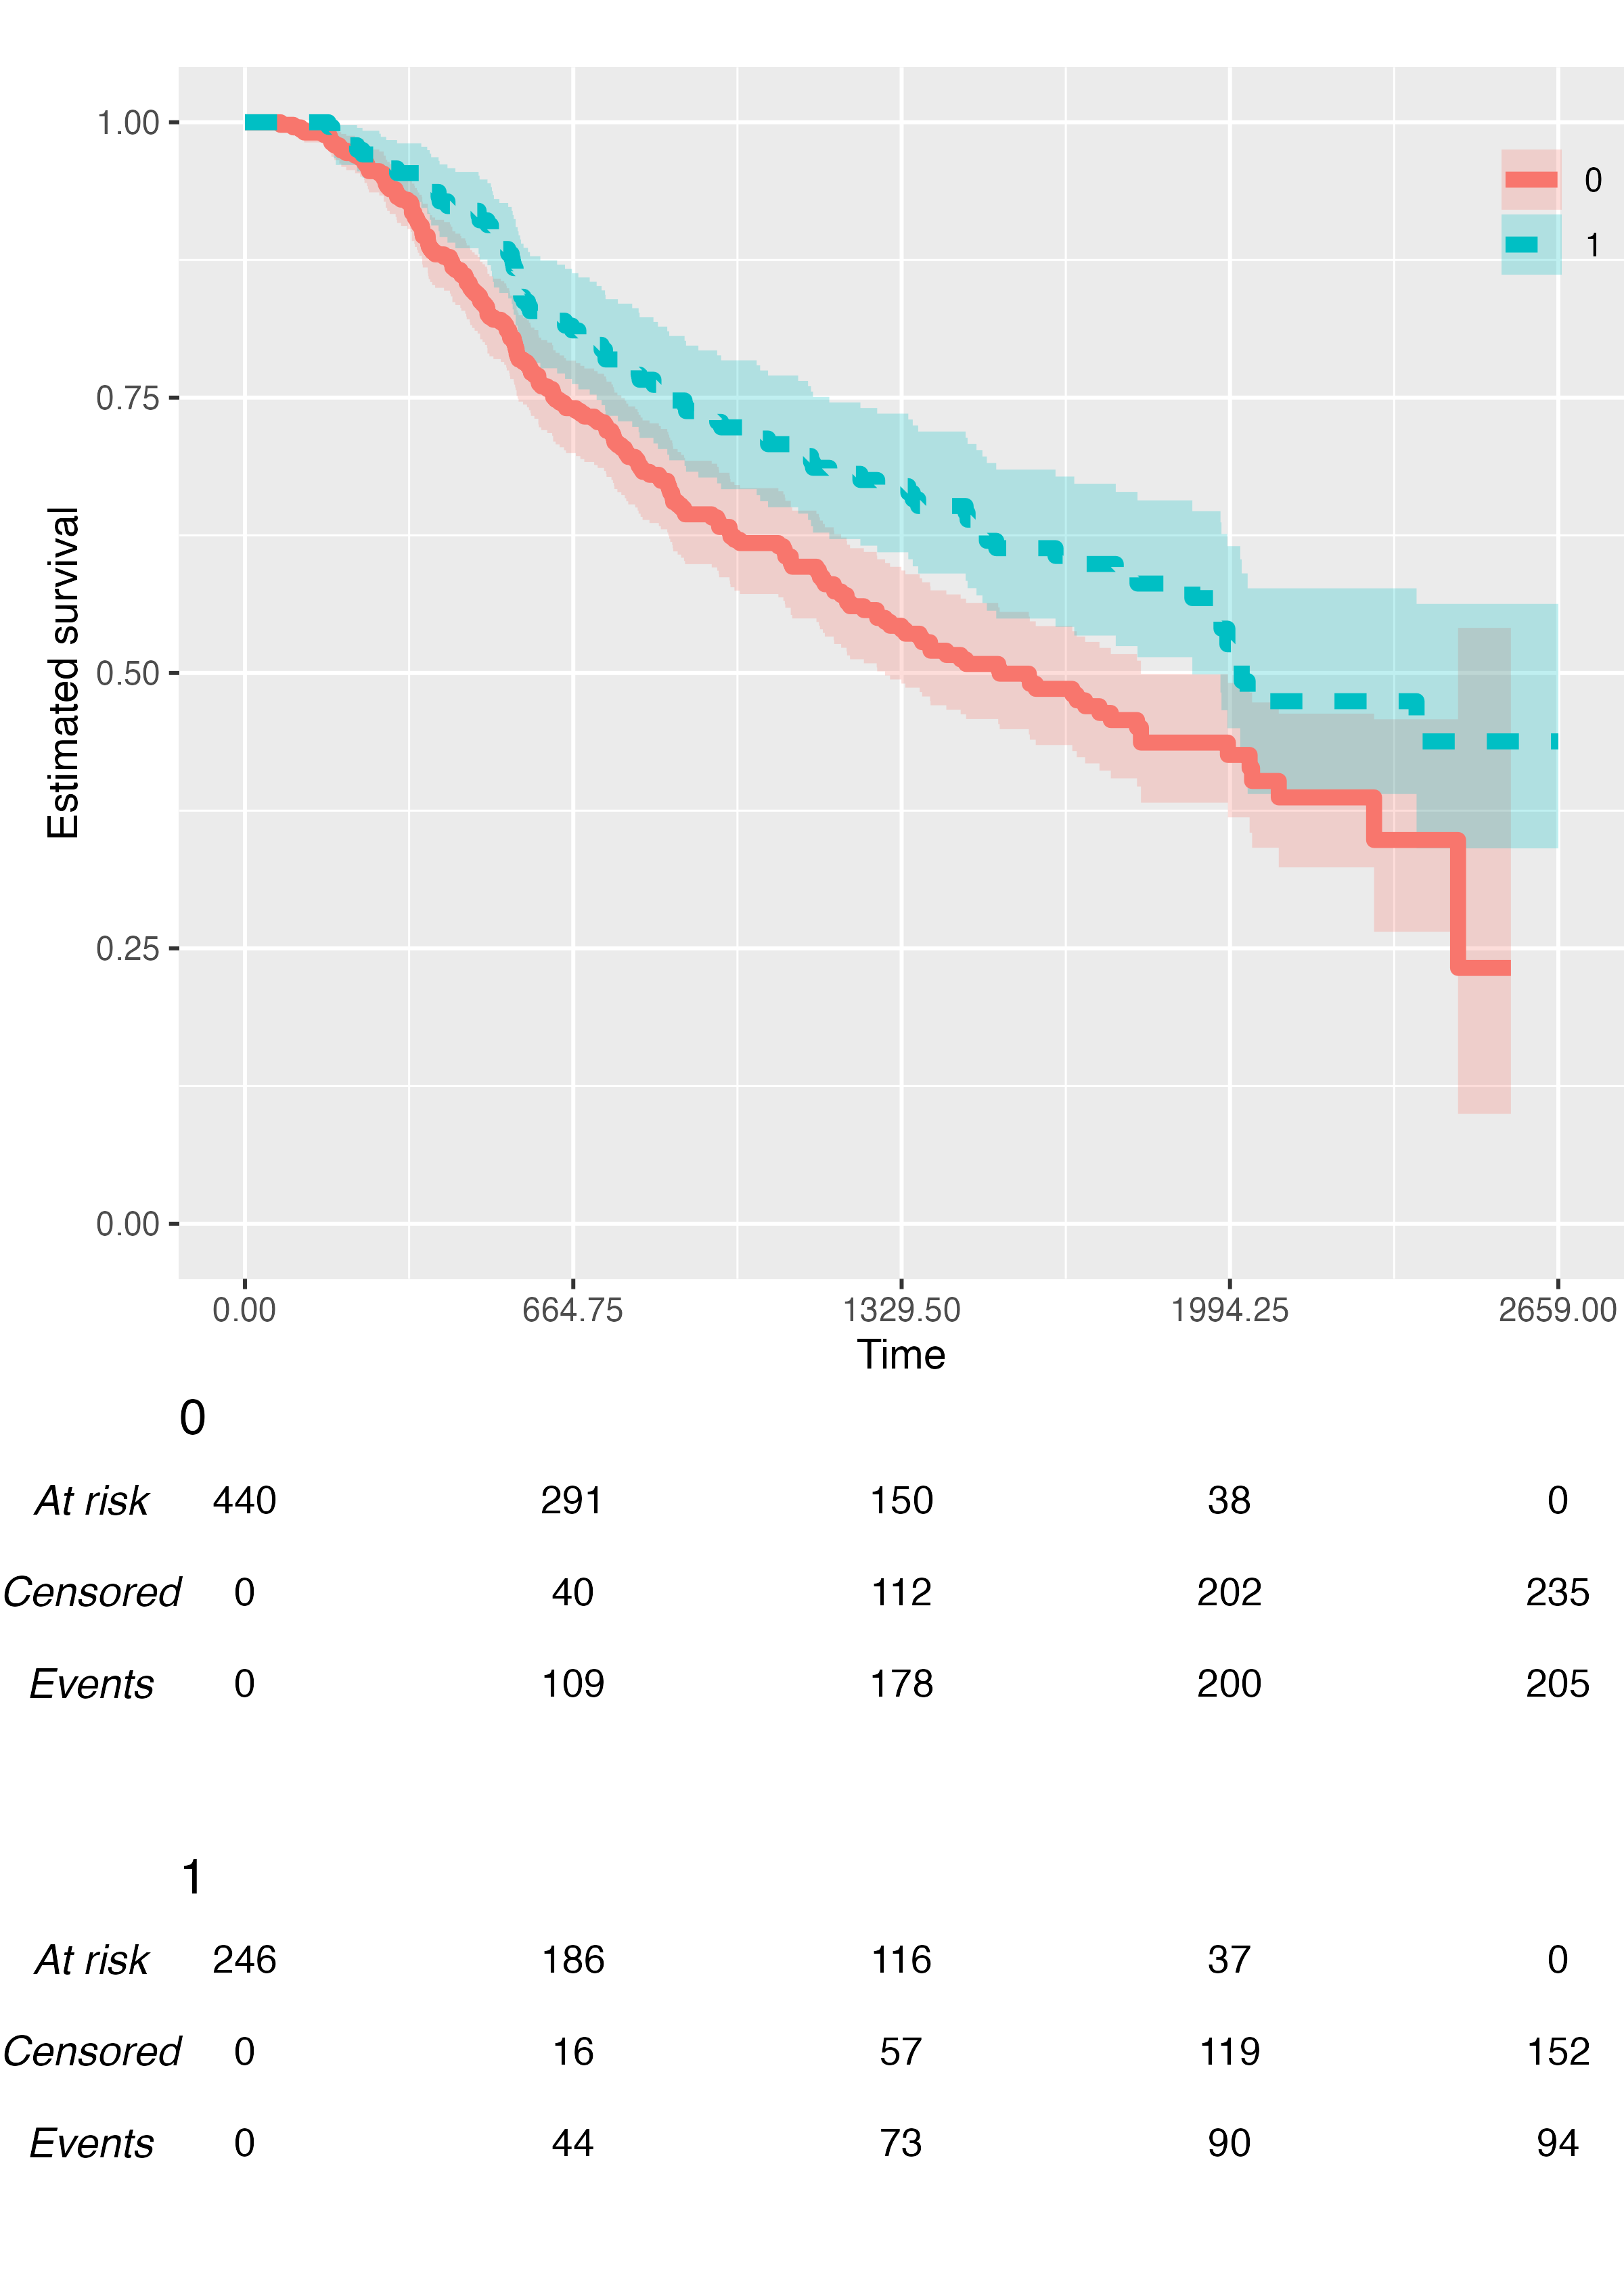 1.00
0
1
0.75
0.50
0.25
0.00
Estimated survival
0.00 664.75 1329.50 1994.25 2659.00
Time
0
At risk 440 291 150 38 0
Censored 0 40 112 202 235
Events 0 109 178 200 205
1
At risk 246 186 116 37 0
Censored 0 16 57 119 152
Events 0 44 73 90 94